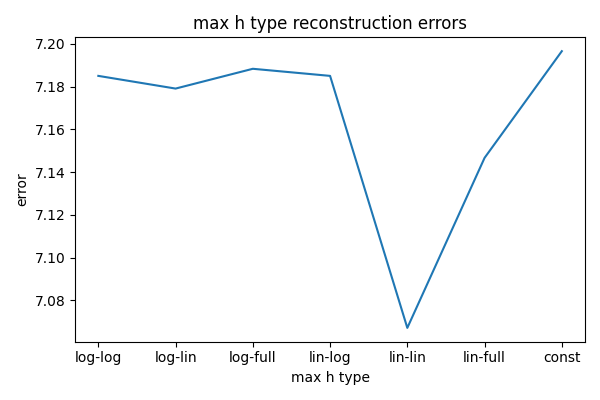 max h type reconstruction errors
7.20
7.18
7.16
7.14
7.12
7.10
7.08
error
log-log log-lin log-full lin-log lin-lin lin-full const
max h type